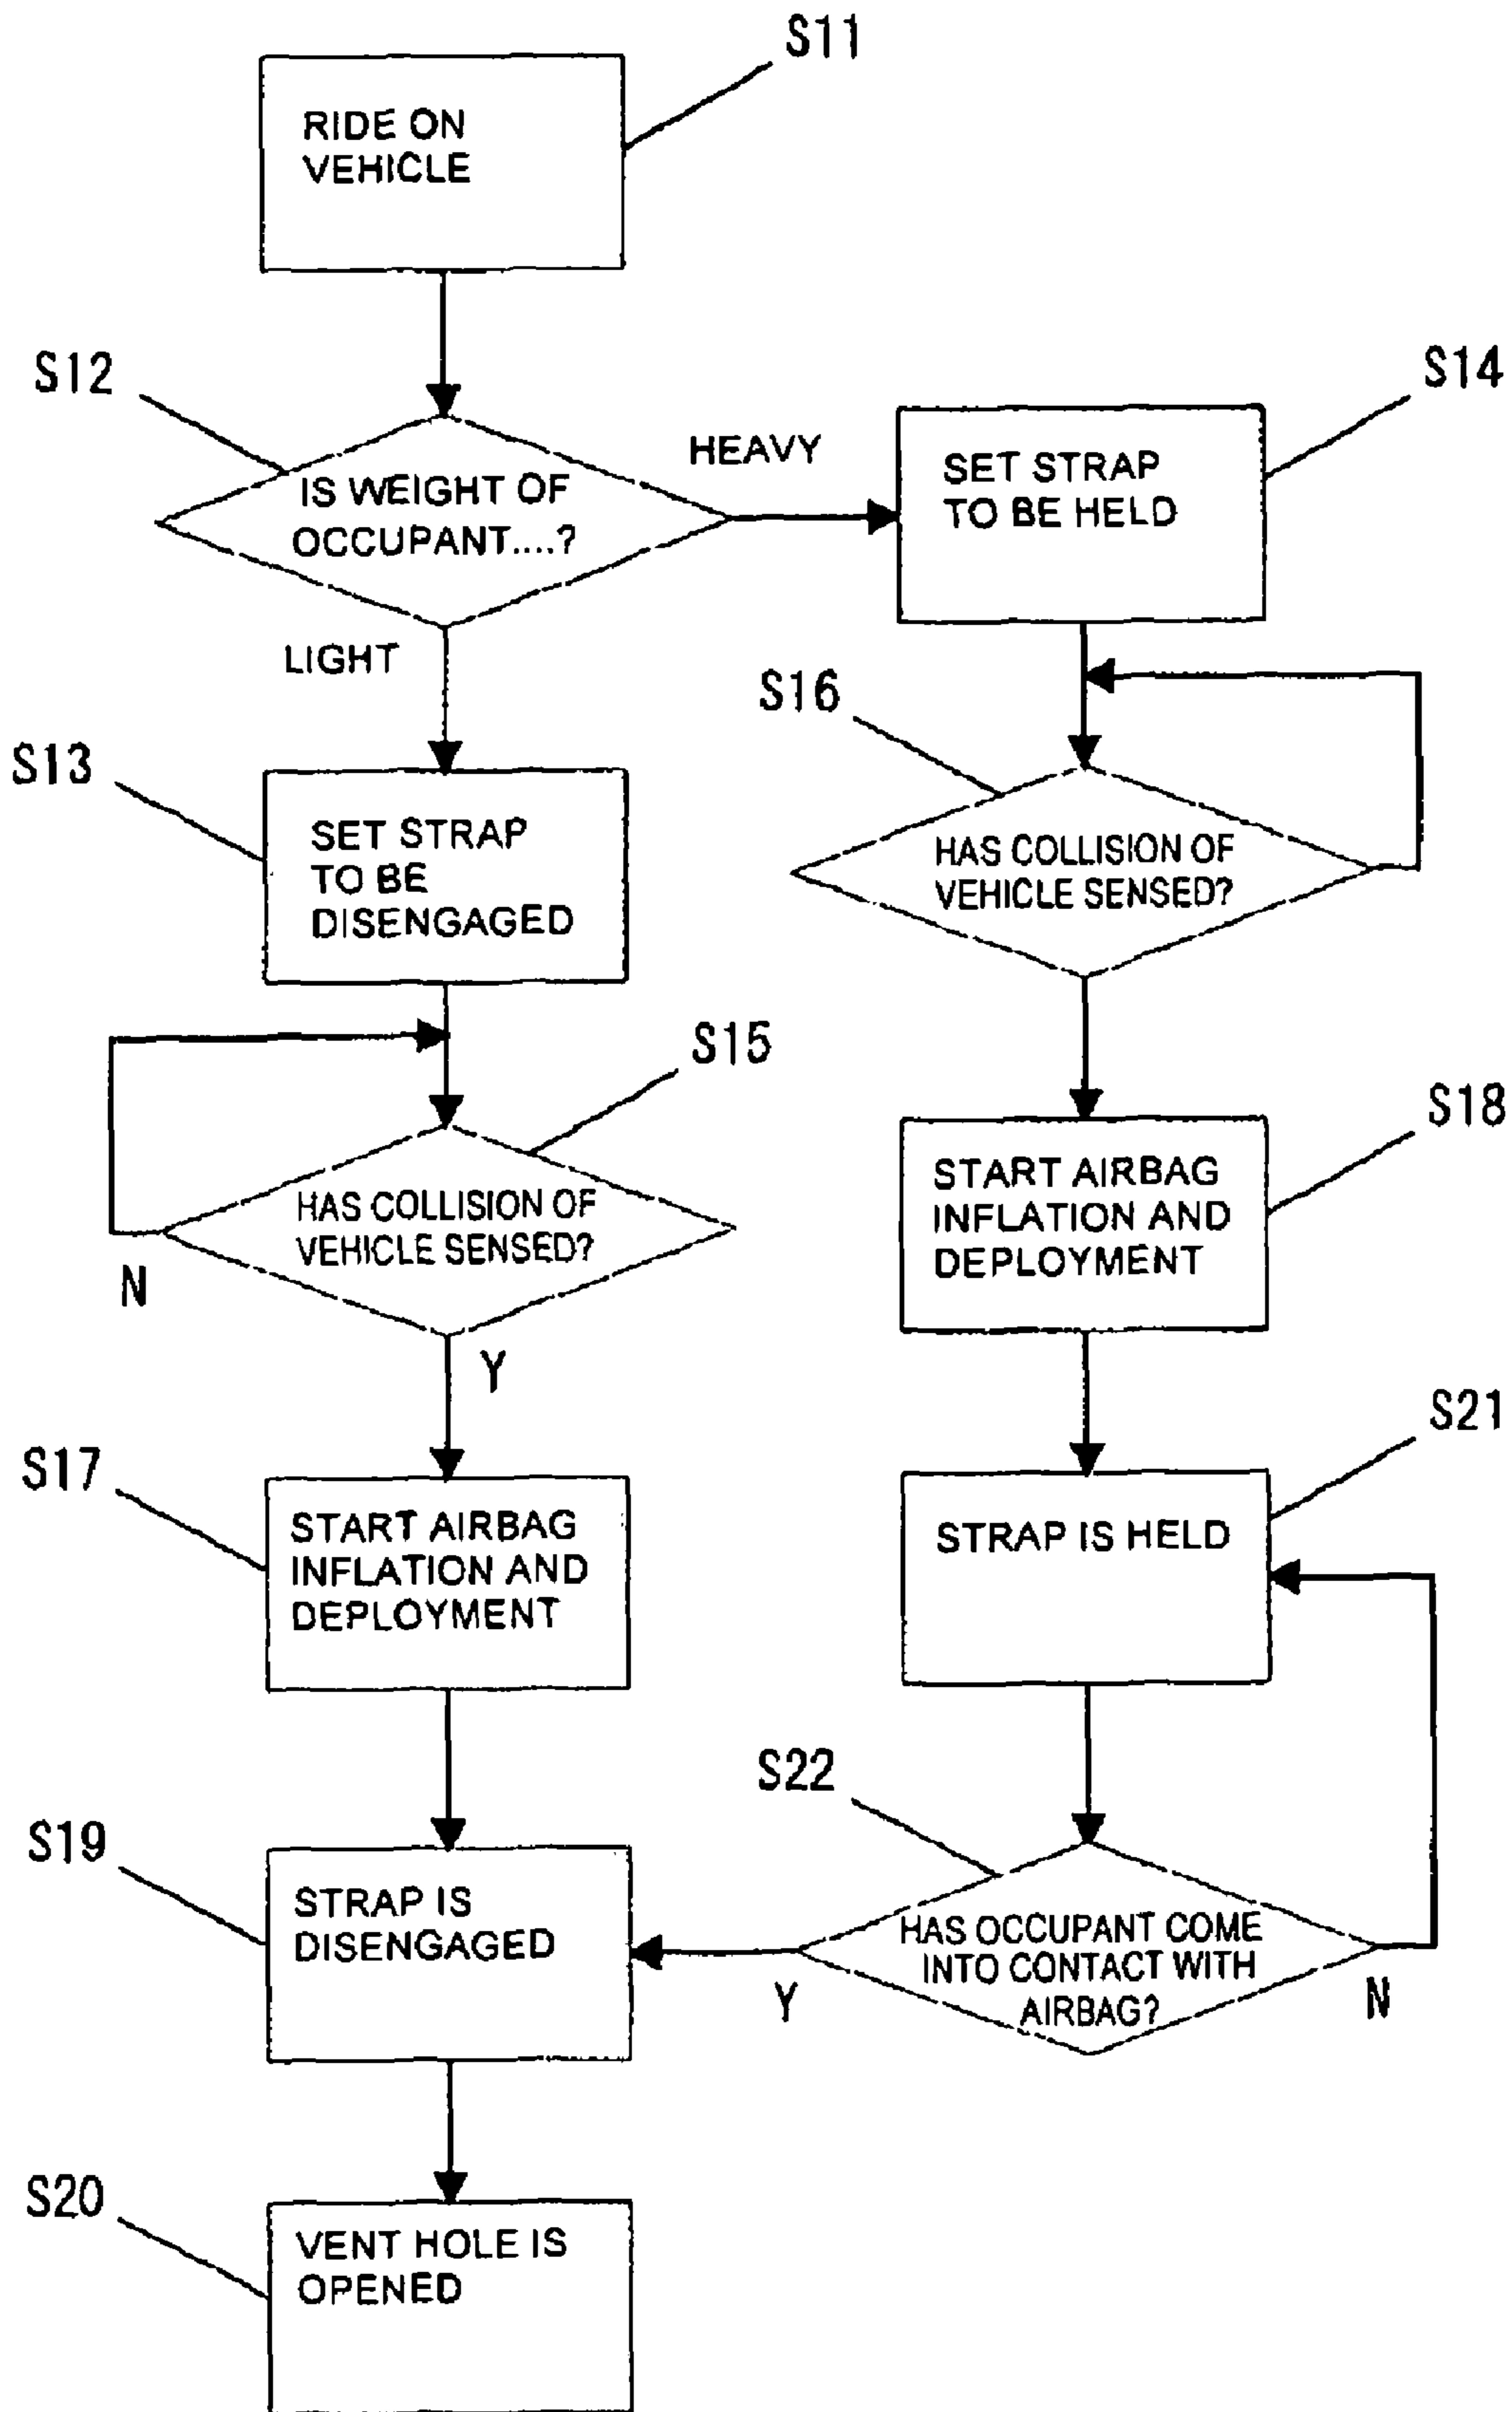 S11
RIDE ON
VEHICLE
S12
IS WEIGHT OF
OCCUPANT....?
HEAVY
LIGHT
S14
SET STRAP
TO BE HELD
S13
SET STRAP
TO BE
DISENGAGED
S16
HAS COLLISION OF
VEHICLE SENSED?
S15
HAS COLLISION OF
VEHICLE SENSED?
N
Y
S18
START AIRBAG
INFLATION AND
DEPLOYMENT
S17
START AIRBAG
INFLATION AND
DEPLOYMENT
S21
STRAP IS HELD
S22
HAS OCCUPANT COME
INTO CONTACT WITH
AIRBAG?
Y
N
S19
STRAP IS
DISENGAGED
S20
VENT HOLE IS
OPENED